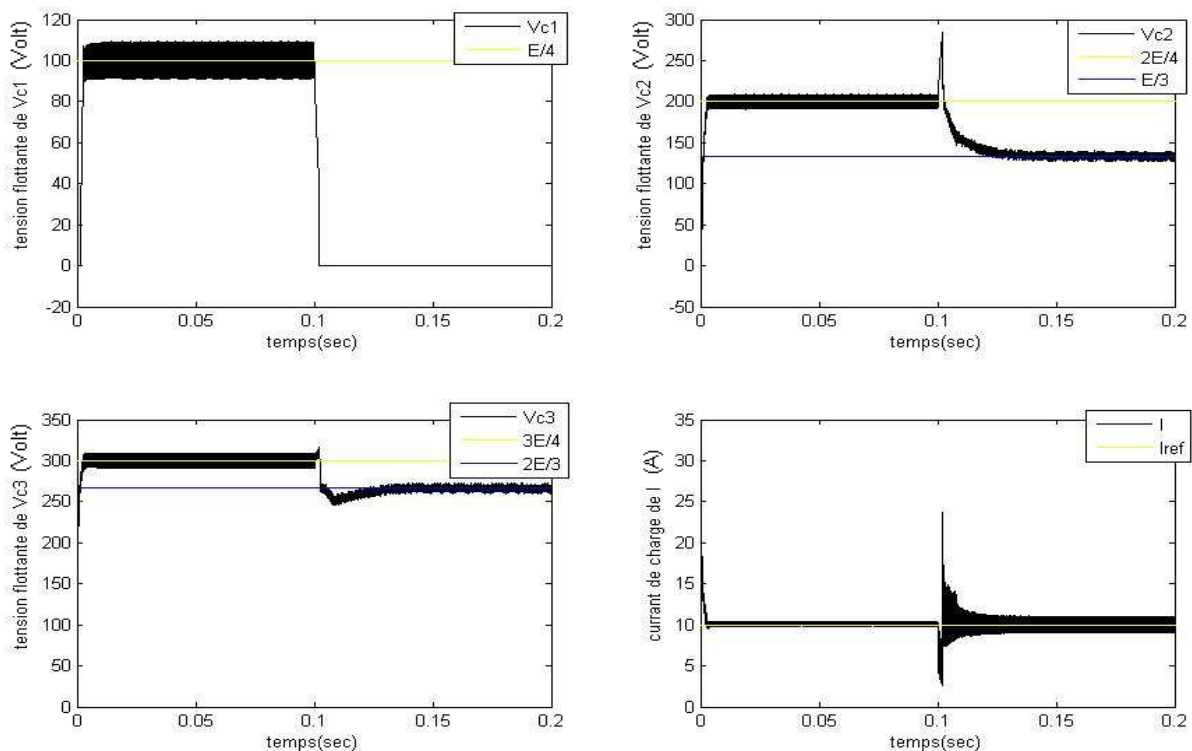 tension flottante de Vc1 (Volt)
120
100
80
60
40
20
0
-20
0
0.05
0.1
0.15
0.2
temps(sec)
Vc1
E/4
tension flottante de Vc2 (Volt)
300
250
200
150
100
50
0
-50
0
0.05
0.1
0.15
0.2
temps(sec)
Vc2
2E/4
E/3
tension flottante de Vc3 (Volt)
350
300
250
200
150
100
50
0
0
0.05
0.1
0.15
0.2
temps(sec)
Vc3
3E/4
2E/3
currant de charge de I (A)
35
30
25
20
15
10
5
0
0
0.05
0.1
0.15
0.2
temps(sec)
I
Iref